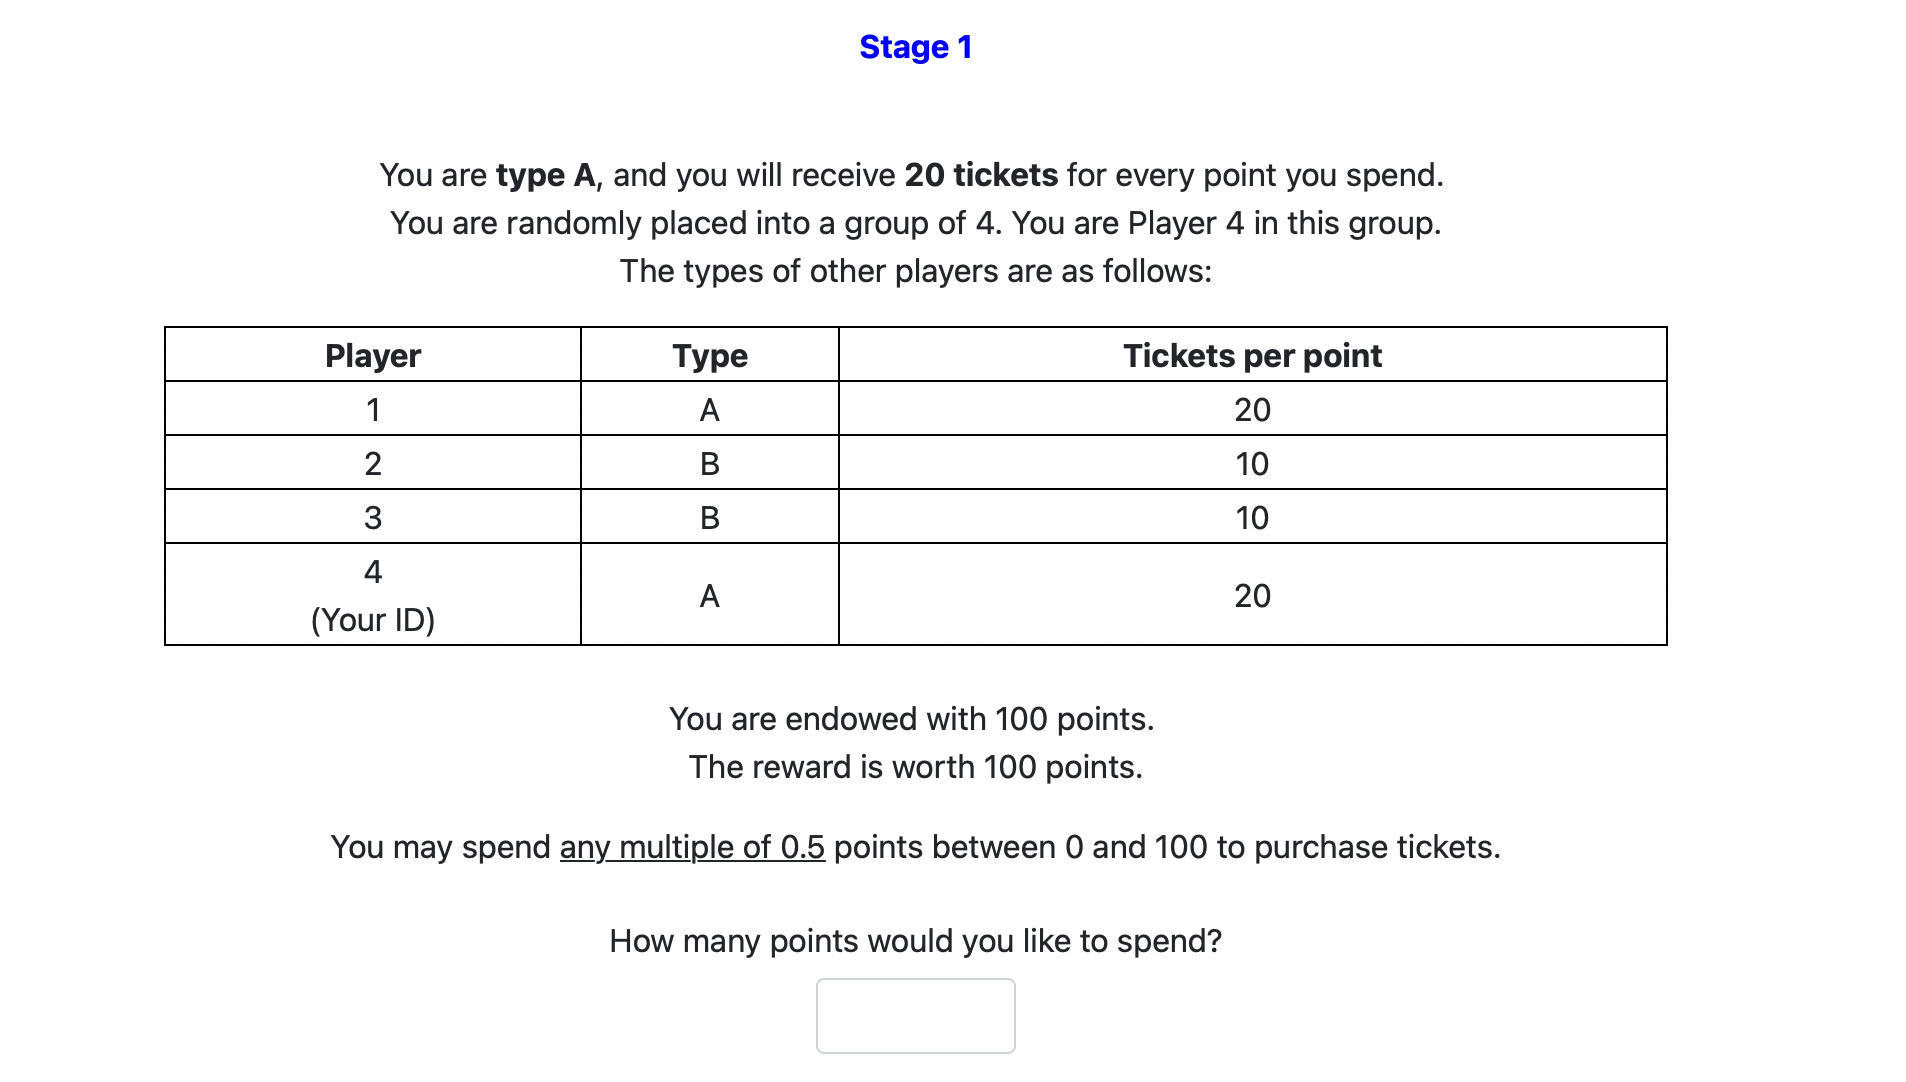 Stage 1
You are type A, and you will receive 20 tickets for every point you spend.
You are randomly placed into a group of 4. You are Player 4 in this group.
The types of other players are as follows:
Player Type Tickets per point
1 A 20
2 B 10
3 B 10
4
(Your ID) A 20
You are endowed with 100 points.
The reward is worth 100 points.
You may spend any multiple of 0.5 points between 0 and 100 to purchase tickets.
How many points would you like to spend?